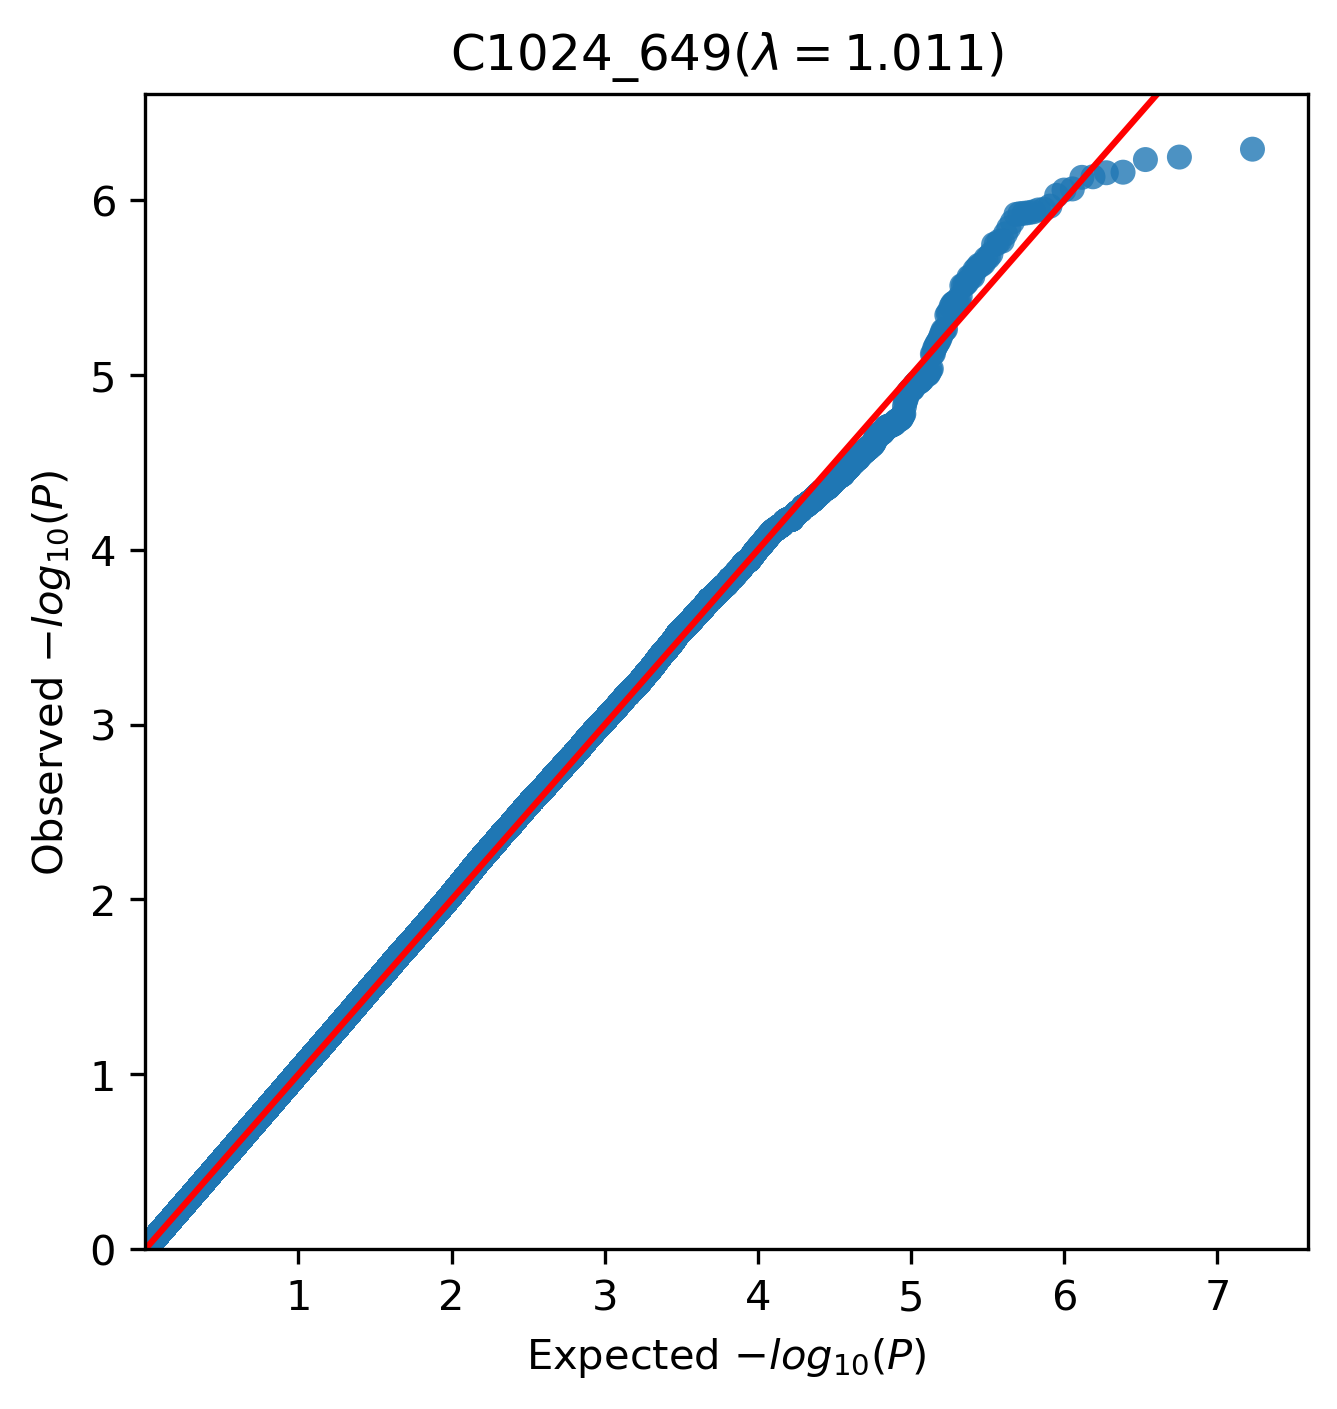 C1024_649(λ = 1.011)
Observed −log₁₀(P)
6
5
4
3
2
1
0
1 2 3 4 5 6 7
Expected −log₁₀(P)